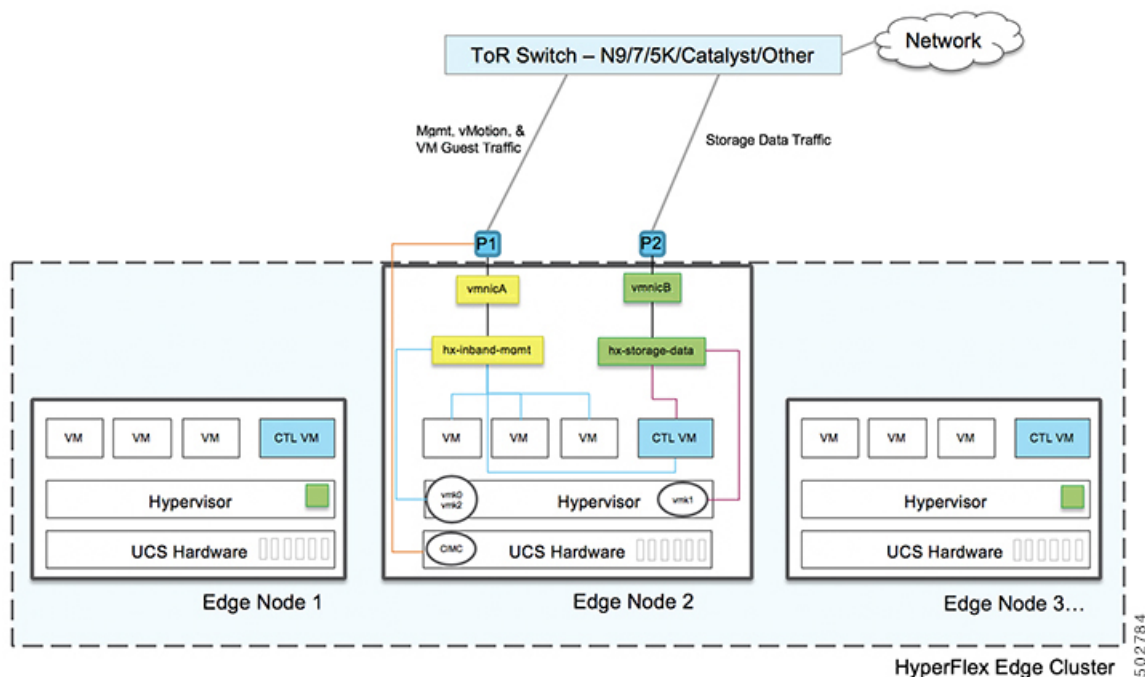 Network
ToR Switch – N9/7/5K/Catalyst/Other
Mgmt, vMotion, &
VM Guest Traffic
Storage Data Traffic
P1
P2
vmnicA
vmnicB
hx-inband-mgmt
hx-storage-data
VM
VM
VM
CTL VM
Hypervisor
UCS Hardware
Edge Node 1
VM
VM
VM
CTL VM
vmk0
vmk2
Hypervisor
vmk1
CIMC
UCS Hardware
Edge Node 2
VM
VM
VM
CTL VM
Hypervisor
UCS Hardware
Edge Node 3...
HyperFlex Edge Cluster
502784